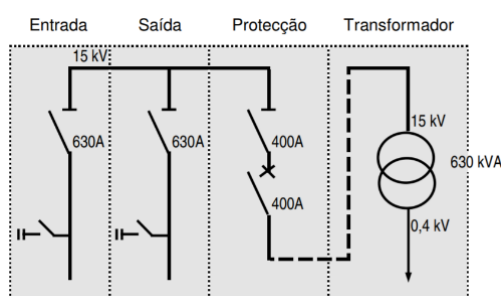 Entrada Saída Protecção Transformador
15 kV
630A 630A 400A 15 kV
630 kVA
400A
0,4 kV